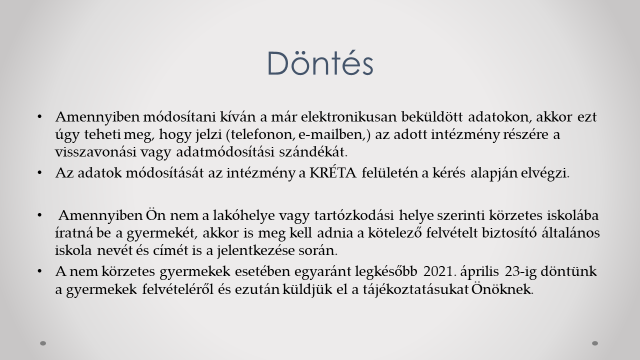 Döntés
• Amennyiben módosítani kíván a már elektronikusan beküldött adatokon, akkor ezt
úgy teheti meg, hogy jelzi (telefonon, e-mailben,) az adott intézmény részére a
visszavonási vagy adatmódosítási szándékát.
• Az adatok módosítását az intézmény a KRÉTA felületén a kérés alapján elvégzi.
• Amennyiben Ön nem a lakóhelye vagy tartózkodási helye szerinti körzetes iskolába
íratná be a gyermekét, akkor is meg kell adnia a kötelező felvételt biztosító általános
iskola nevét és címét is a jelentkezése során.
• A nem körzetes gyermekek esetében egyaránt legkésőbb 2021. április 23-ig döntünk
a gyermekek felvételéről és ezután küldjük el a tájékoztatásukat Önöknek.